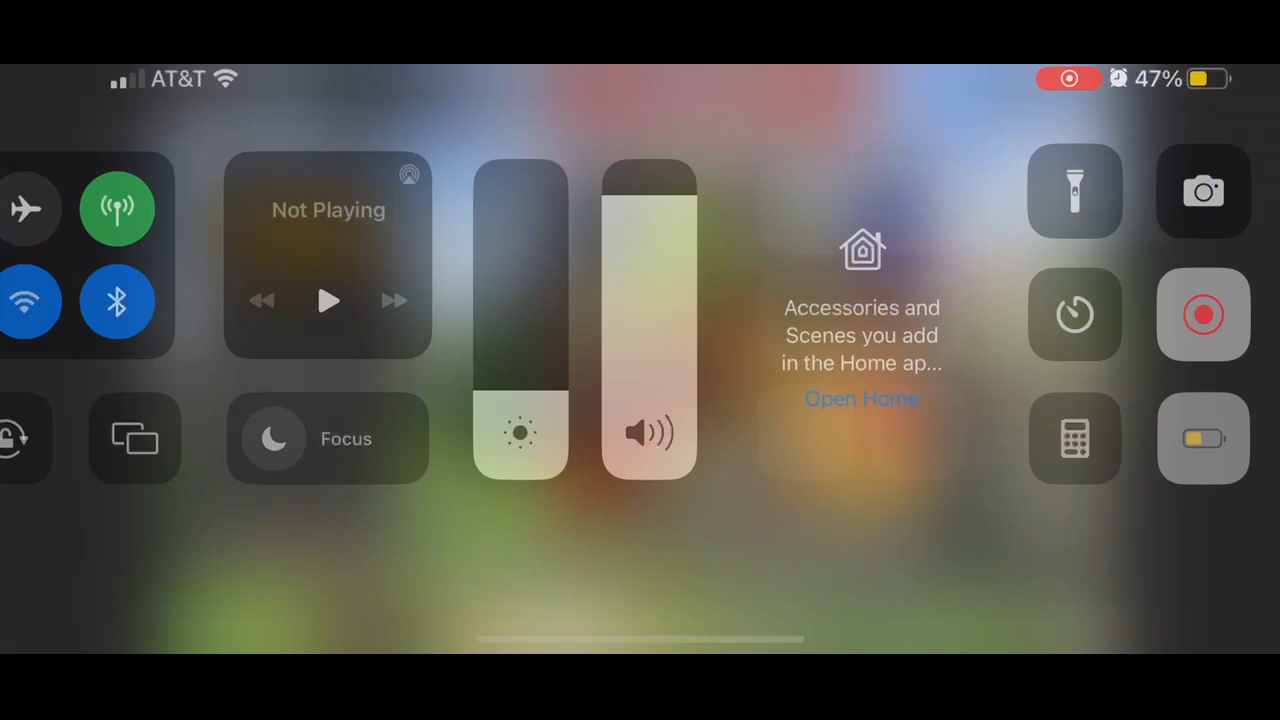 AT&T
47%
Not Playing
Accessories and
Scenes you add
in the Home ap...
Open Home
Focus